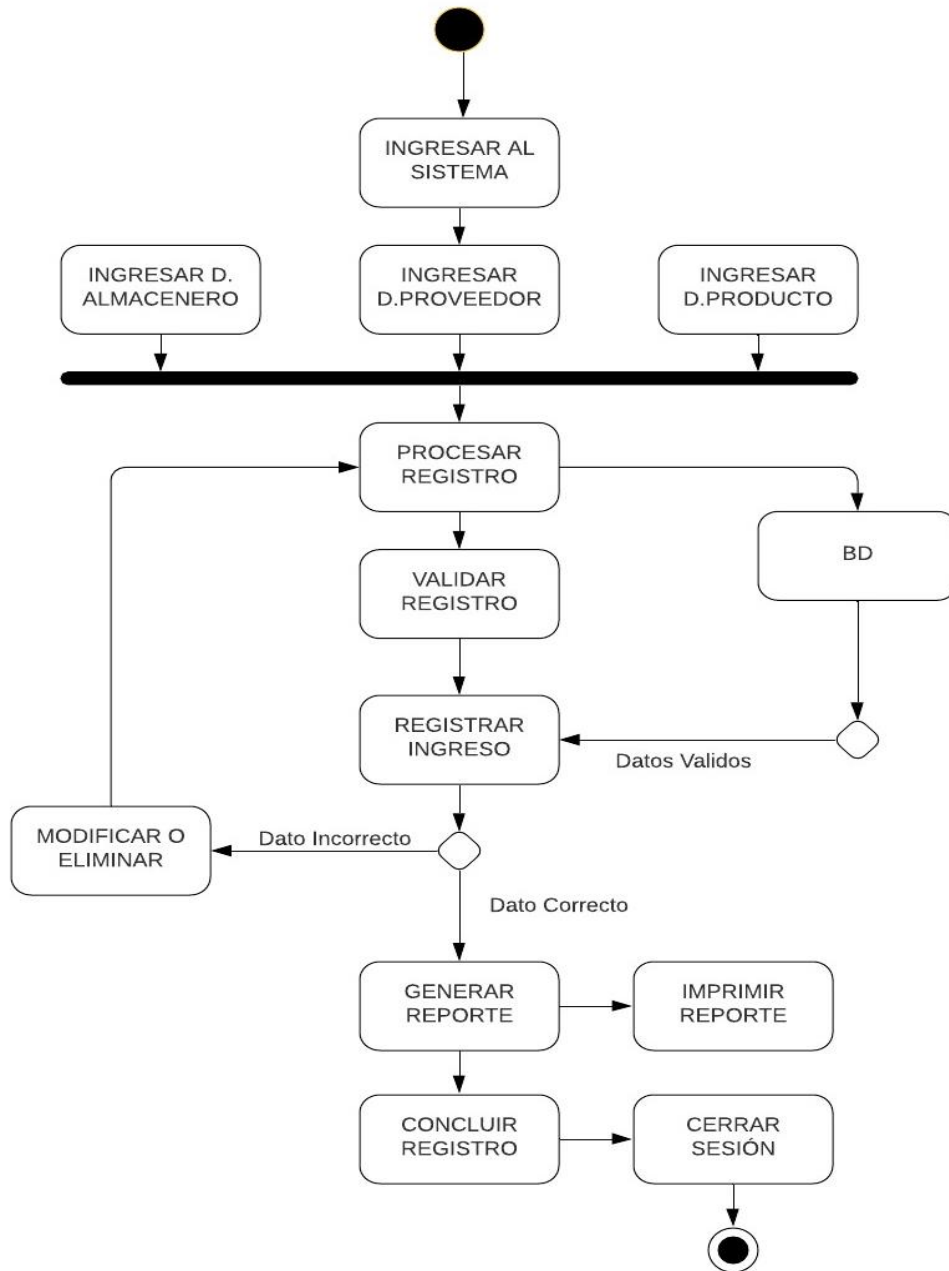 INGRESAR AL
SISTEMA
INGRESAR D.
ALMACENERO
INGRESAR
D.PROVEEDOR
INGRESAR
D.PRODUCTO
PROCESAR
REGISTRO
BD
VALIDAR
REGISTRO
REGISTRAR
INGRESO
Datos Validos
MODIFICAR O
ELIMINAR
Dato Incorrecto
Dato Correcto
GENERAR
REPORTE
IMPRIMIR
REPORTE
CONCLUIR
REGISTRO
CERRAR
SESIÓN